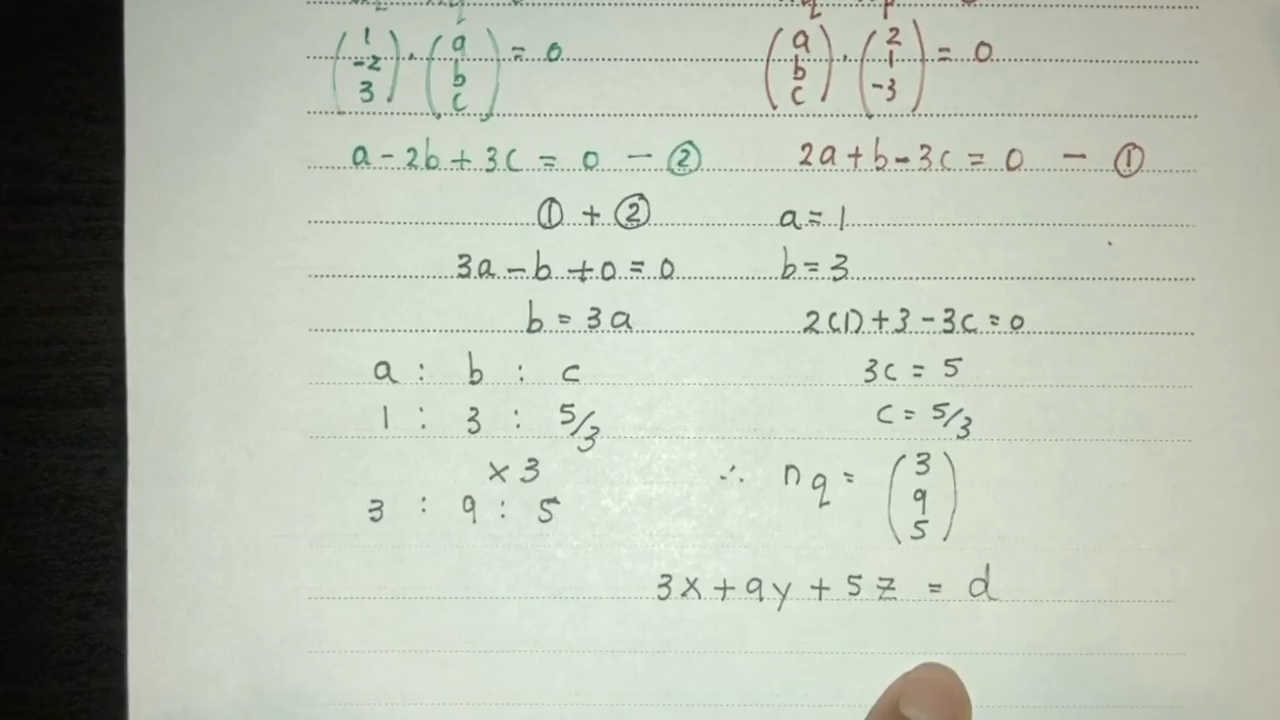 ( 1 -2 3 ) · ( a b c ) = 0    ( a b c ) · ( 2 1 -3 ) = 0
a - 2b + 3c = 0 - ②    2a + b - 3c = 0 - ①
① + ②    a = 1
3a - b + 0 = 0    b = 3
b = 3a    2(1) + 3 - 3c = 0
a : b : c    3c = 5
1 : 3 : 5/3    c = 5/3
× 3    ∴ nq = ( 3 9 5 )
3 : 9 : 5
3x + 9y + 5z = d